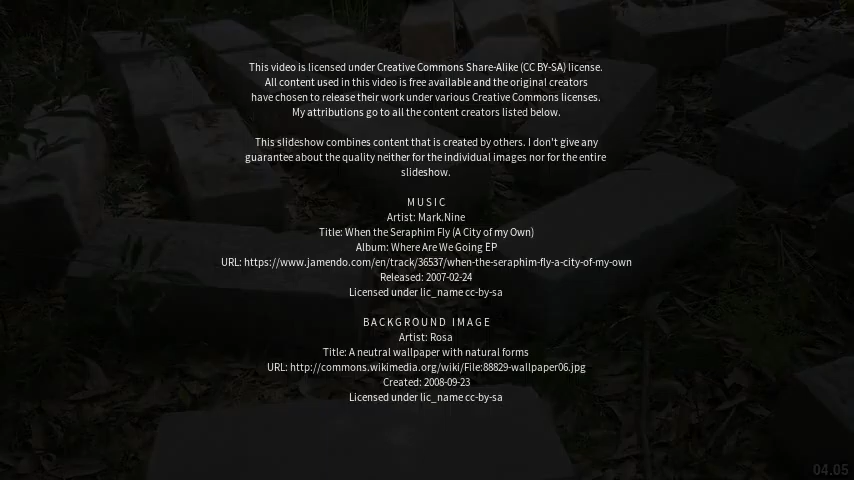 This video is licensed under Creative Commons Share-Alike (CC BY-SA) license.
All content used in this video is free available and the original creators
have chosen to release their work under various Creative Commons licenses.
My attributions go to all the content creators listed below.
This slideshow combines content that is created by others. I don't give any
guarantee about the quality neither for the individual images nor for the entire
slideshow.
MUSIC
Artist: Mark.Nine
Title: When the Seraphim Fly (A City of my Own)
Album: Where Are We Going EP
URL: https://www.jamendo.com/en/track/36537/when-the-seraphim-fly-a-city-of-my-own
Released: 2007-02-24
Licensed under lic_name cc-by-sa
BACKGROUND IMAGE
Artist: Rosa
Title: A neutral wallpaper with natural forms
URL: http://commons.wikimedia.org/wiki/File:88829-wallpaper06.jpg
Created: 2008-09-23
Licensed under lic_name cc-by-sa
04.05